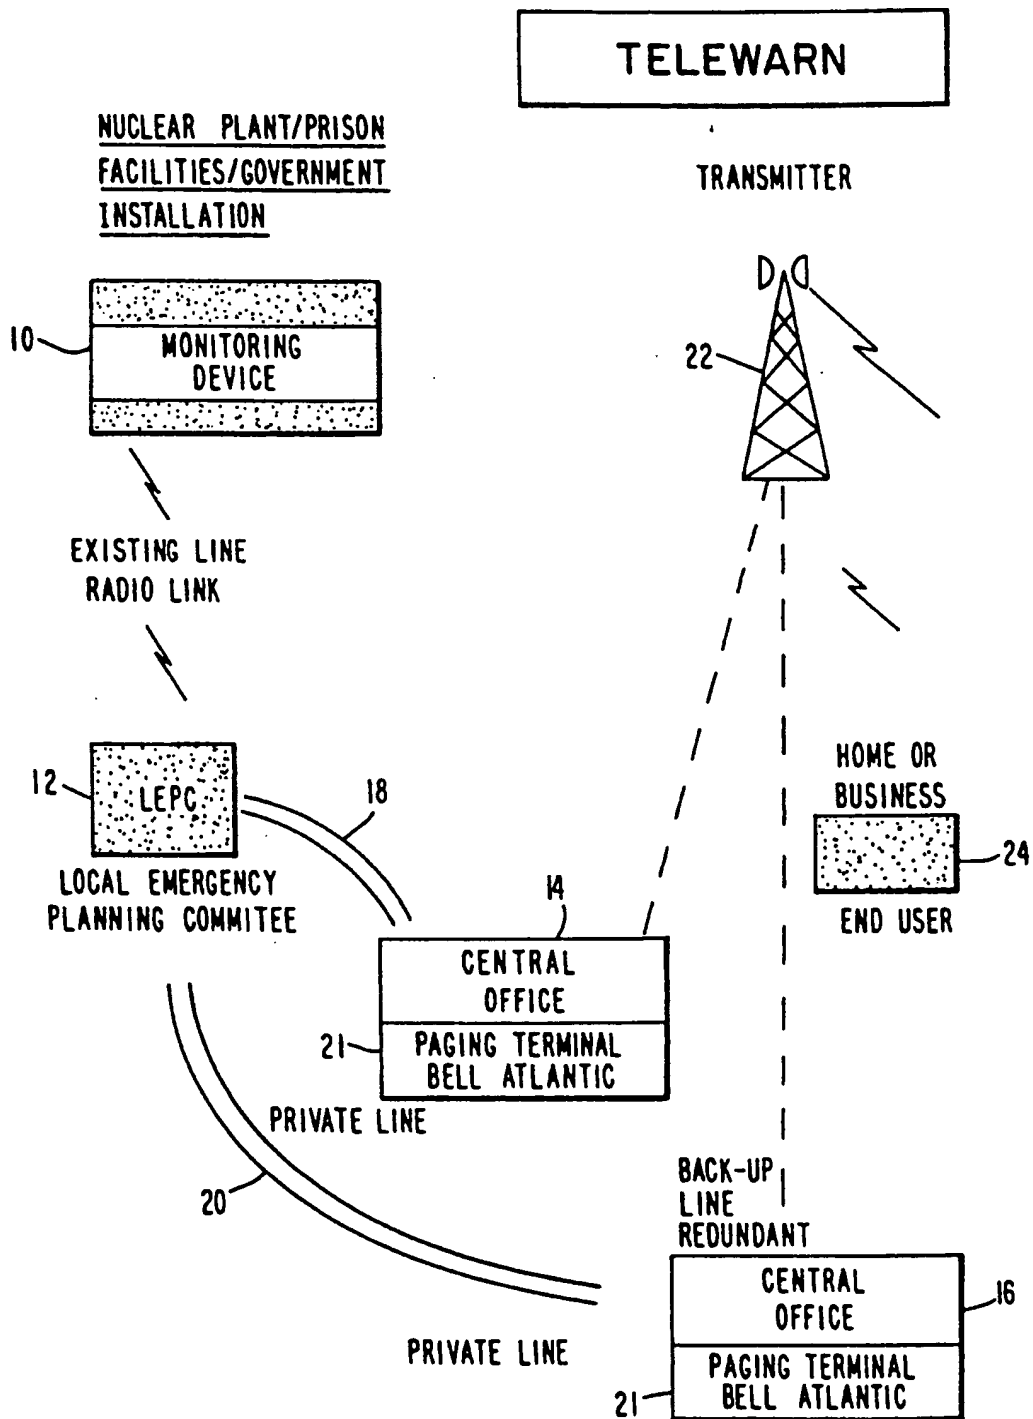 TELEWARN
NUCLEAR PLANT/PRISON
FACILITIES/GOVERNMENT
INSTALLATION
TRANSMITTER
10
MONITORING
DEVICE
22
EXISTING LINE
RADIO LINK
12
LEPC
18
LOCAL EMERGENCY
PLANNING COMMITEE
HOME OR
BUSINESS
24
END USER
14
CENTRAL
OFFICE
21
PAGING TERMINAL
BELL ATLANTIC
PRIVATE LINE
20
BACK-UP
LINE
REDUNDANT
CENTRAL
OFFICE
16
PRIVATE LINE
PAGING TERMINAL
BELL ATLANTIC
21